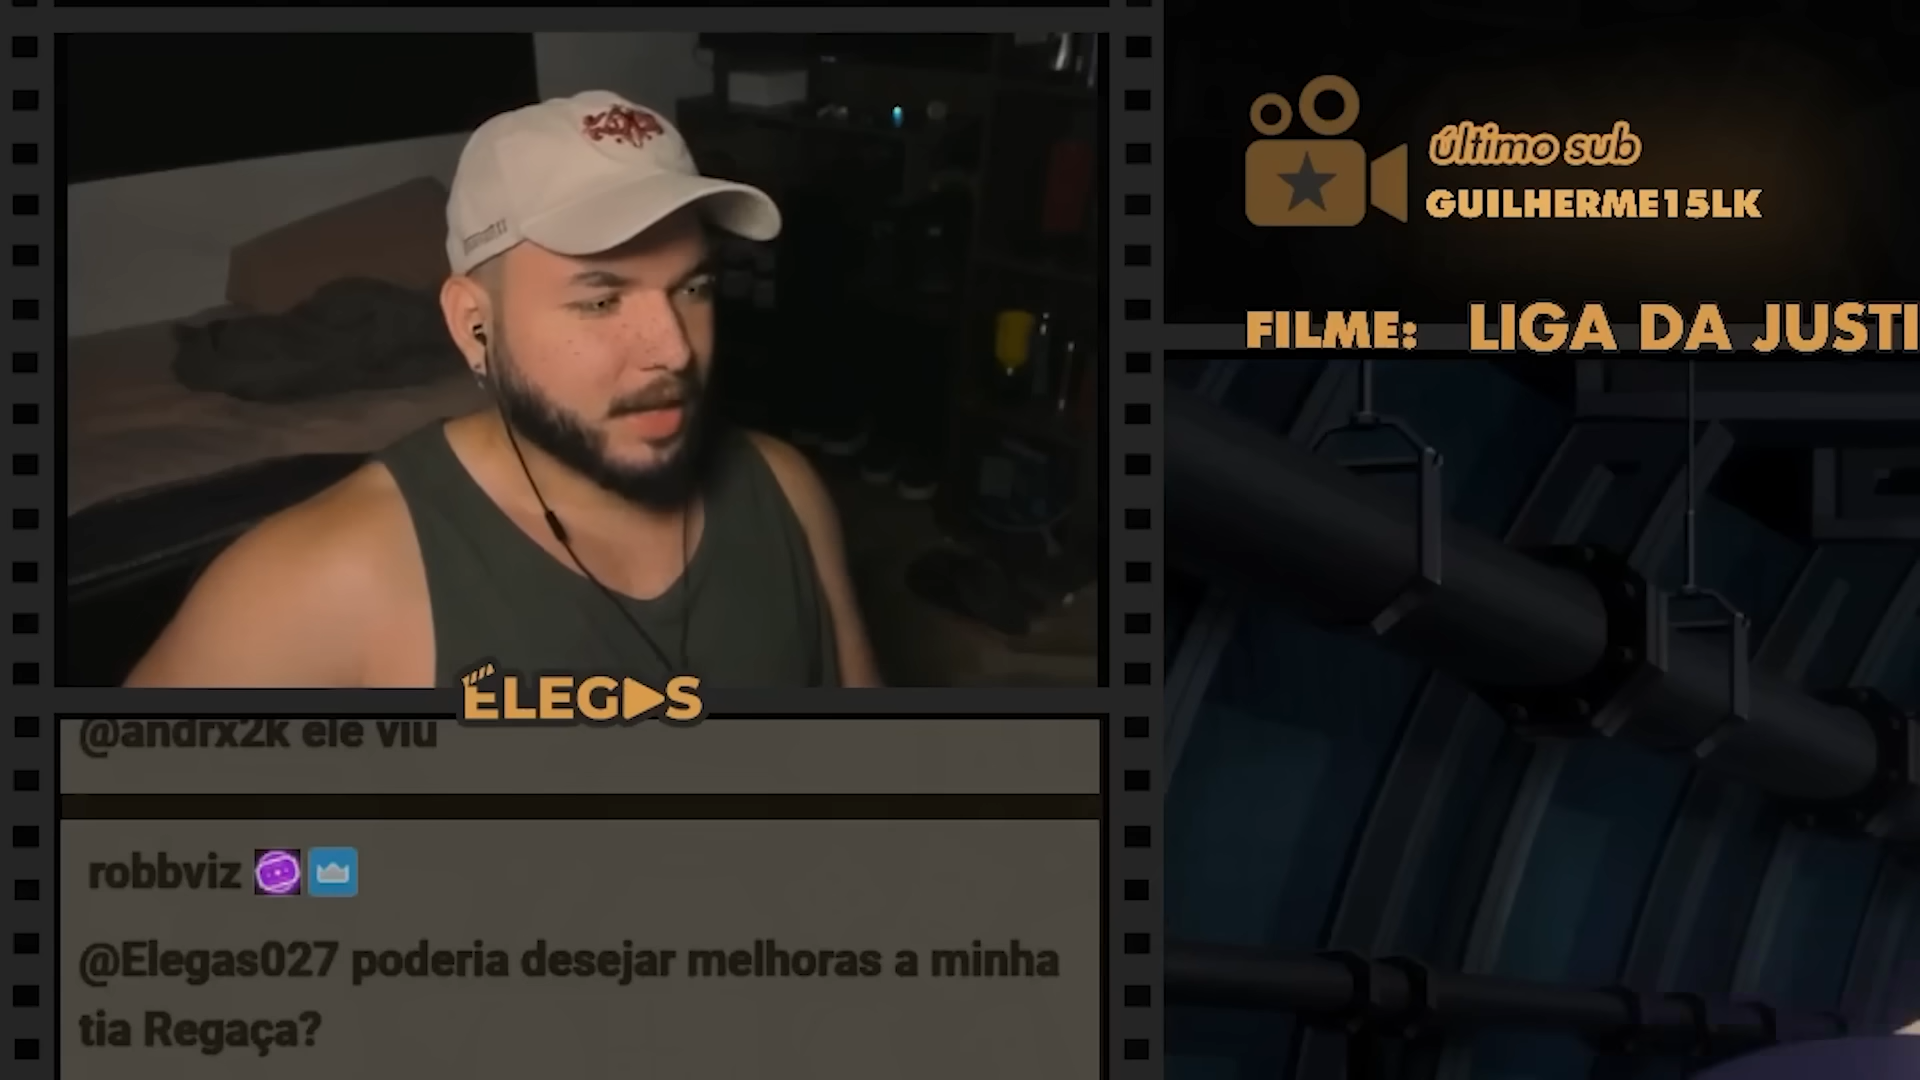 último sub
GUILHERME15LK
FILME: LIGA DA JUSTI
ELEGAS
@andrx2k ele viu
robbviz
@Elegas027 poderia desejar melhoras a minha
tia Regaça?